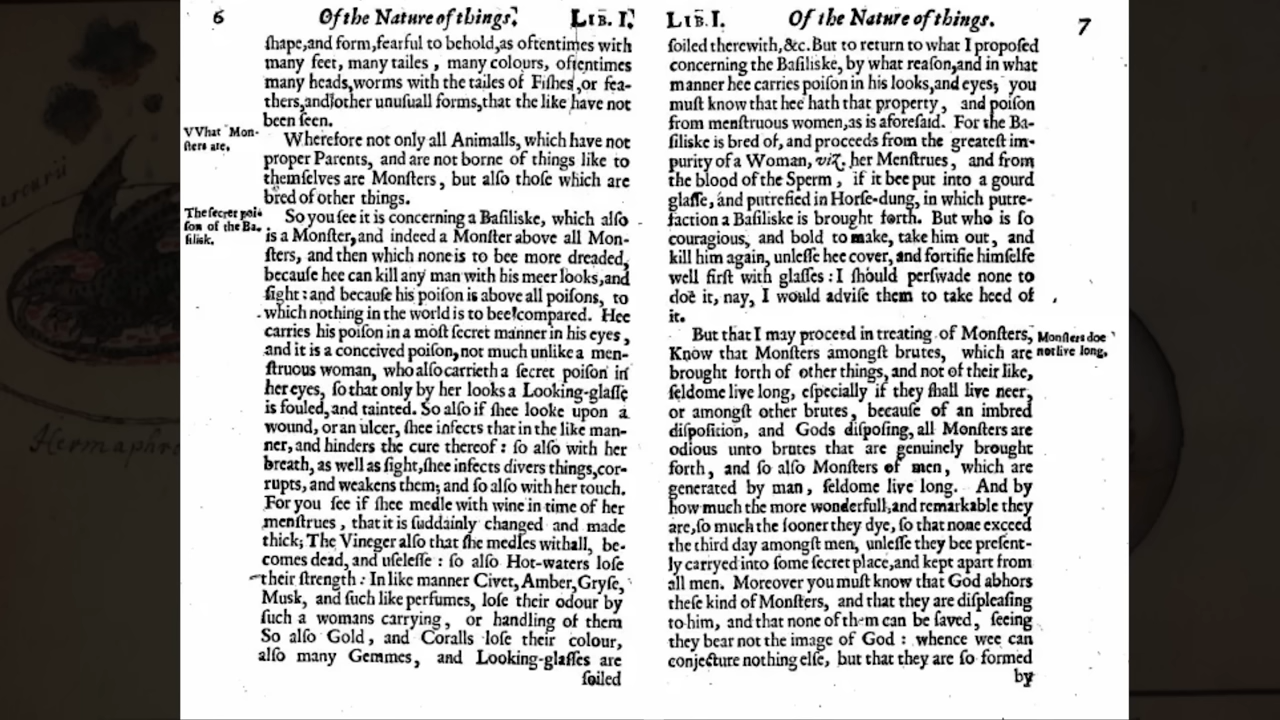 6 Of the Nature of things. LIB. I.
ſhape,and form,fearful to behold,as oftentimes with
many feet, many tailes , many colours, oftentimes
many heads,worms with the tailes of Fiſhes,or fea-
thers,and other unuſuall forms,that the like have not
been ſeen.
VVhat Mon-
ſters are.
Wherefore not only all Animalls, which have not
proper Parents, and are not borne of things like to
themſelves are Monſters, but alſo thoſe which are
bred of other things.
The ſecret poi-
ſon of the Ba-
ſilisk.
So you ſee it is concerning a Baſiliske, which alſo
is a Monſter,and indeed a Monſter above all Mon-
ſters, and then which none is to bee more dreaded,
becauſe hee can kill any man with his meer looks,and
ſight : and becauſe his poiſon is above all poiſons, to
which nothing in the world is to bee compared. Hee
carries his poiſon in a moſt ſecret manner in his eyes ,
and it is a conceived poiſon, not much unlike a men-
ſtruous woman, who alſo carrieth a ſecret poiſon in
her eyes, ſo that only by her looks a Looking-glaſſe
is fouled,and tainted. So alſo if ſhee looke upon a
wound, or an ulcer, ſhee infects that in the like man-
ner, and hinders the cure thereof : ſo alſo with her
breath, as well as ſight,ſhee infects divers things,cor-
rupts, and weakens them; and ſo alſo with her touch.
For you ſee if ſhee medle with wine in time of her
menſtrues , that it is ſuddainly changed and made
thick; The Vineger alſo that ſhe medles withall, be-
comes dead, and uſeleſſe : ſo alſo Hot-waters loſe
their ſtrength : In like manner Civet, Amber, Gryſe,
Musk, and ſuch like perfumes, loſe their odour by
ſuch a womans carrying, or handling of them
So alſo Gold , and Coralls loſe their colour,
alſo many Gemmes, and Looking-glaſſes are
ſoiled
LIB. I. Of the Nature of things. 7
ſoiled therewith,&c. But to return to what I propoſed
concerning the Baſiliske, by what reaſon,and in what
manner hee carries poiſon in his looks,and eyes; you
muſt know that hee hath that property , and poiſon
from menſtruous women,as is aforeſaid. For the Ba-
ſiliske is bred of, and proceeds from the greateſt im-
purity of a Woman, viz. her Menſtrues, and from
the blood of the Sperm , if it bee put into a gourd
glaſſe, and putrefied in Horſe-dung, in which putre-
faction a Baſiliske is brought forth. But who is ſo
couragious, and bold to make, take him out, and
kill him again, unleſſe hee cover, and fortifie himſelfe
well firſt with glaſſes : I ſhould perſwade none to
doe it, nay, I would adviſe them to take heed of
it.
But that I may proceed in treating of Monſters,
Monſters doe
not live long.
Know that Monſters amongſt brutes, which are
brought forth of other things, and not of their like,
ſeldome live long, eſpecially if they ſhall live neer,
or amongſt other brutes, becauſe of an imbred
diſpoſition, and Gods diſpoſing, all Monſters are
odious unto brutes that are genuinely brought
forth, and ſo alſo Monſters of men, which are
generated by man, ſeldome live long. And by
how much the more wonderfull,and remarkable they
are,ſo much the ſooner they dye, ſo that none exceed
the third day amongſt men, unleſſe they bee preſent-
ly carryed into ſome ſecret place,and kept apart from
all men. Moreover you muſt know that God abhors
theſe kind of Monſters, and that they are diſpleaſing
to him, and that none of them can be ſaved, ſeeing
they bear not the image of God : whence wee can
conjecture nothing elſe, but that they are ſo formed
by